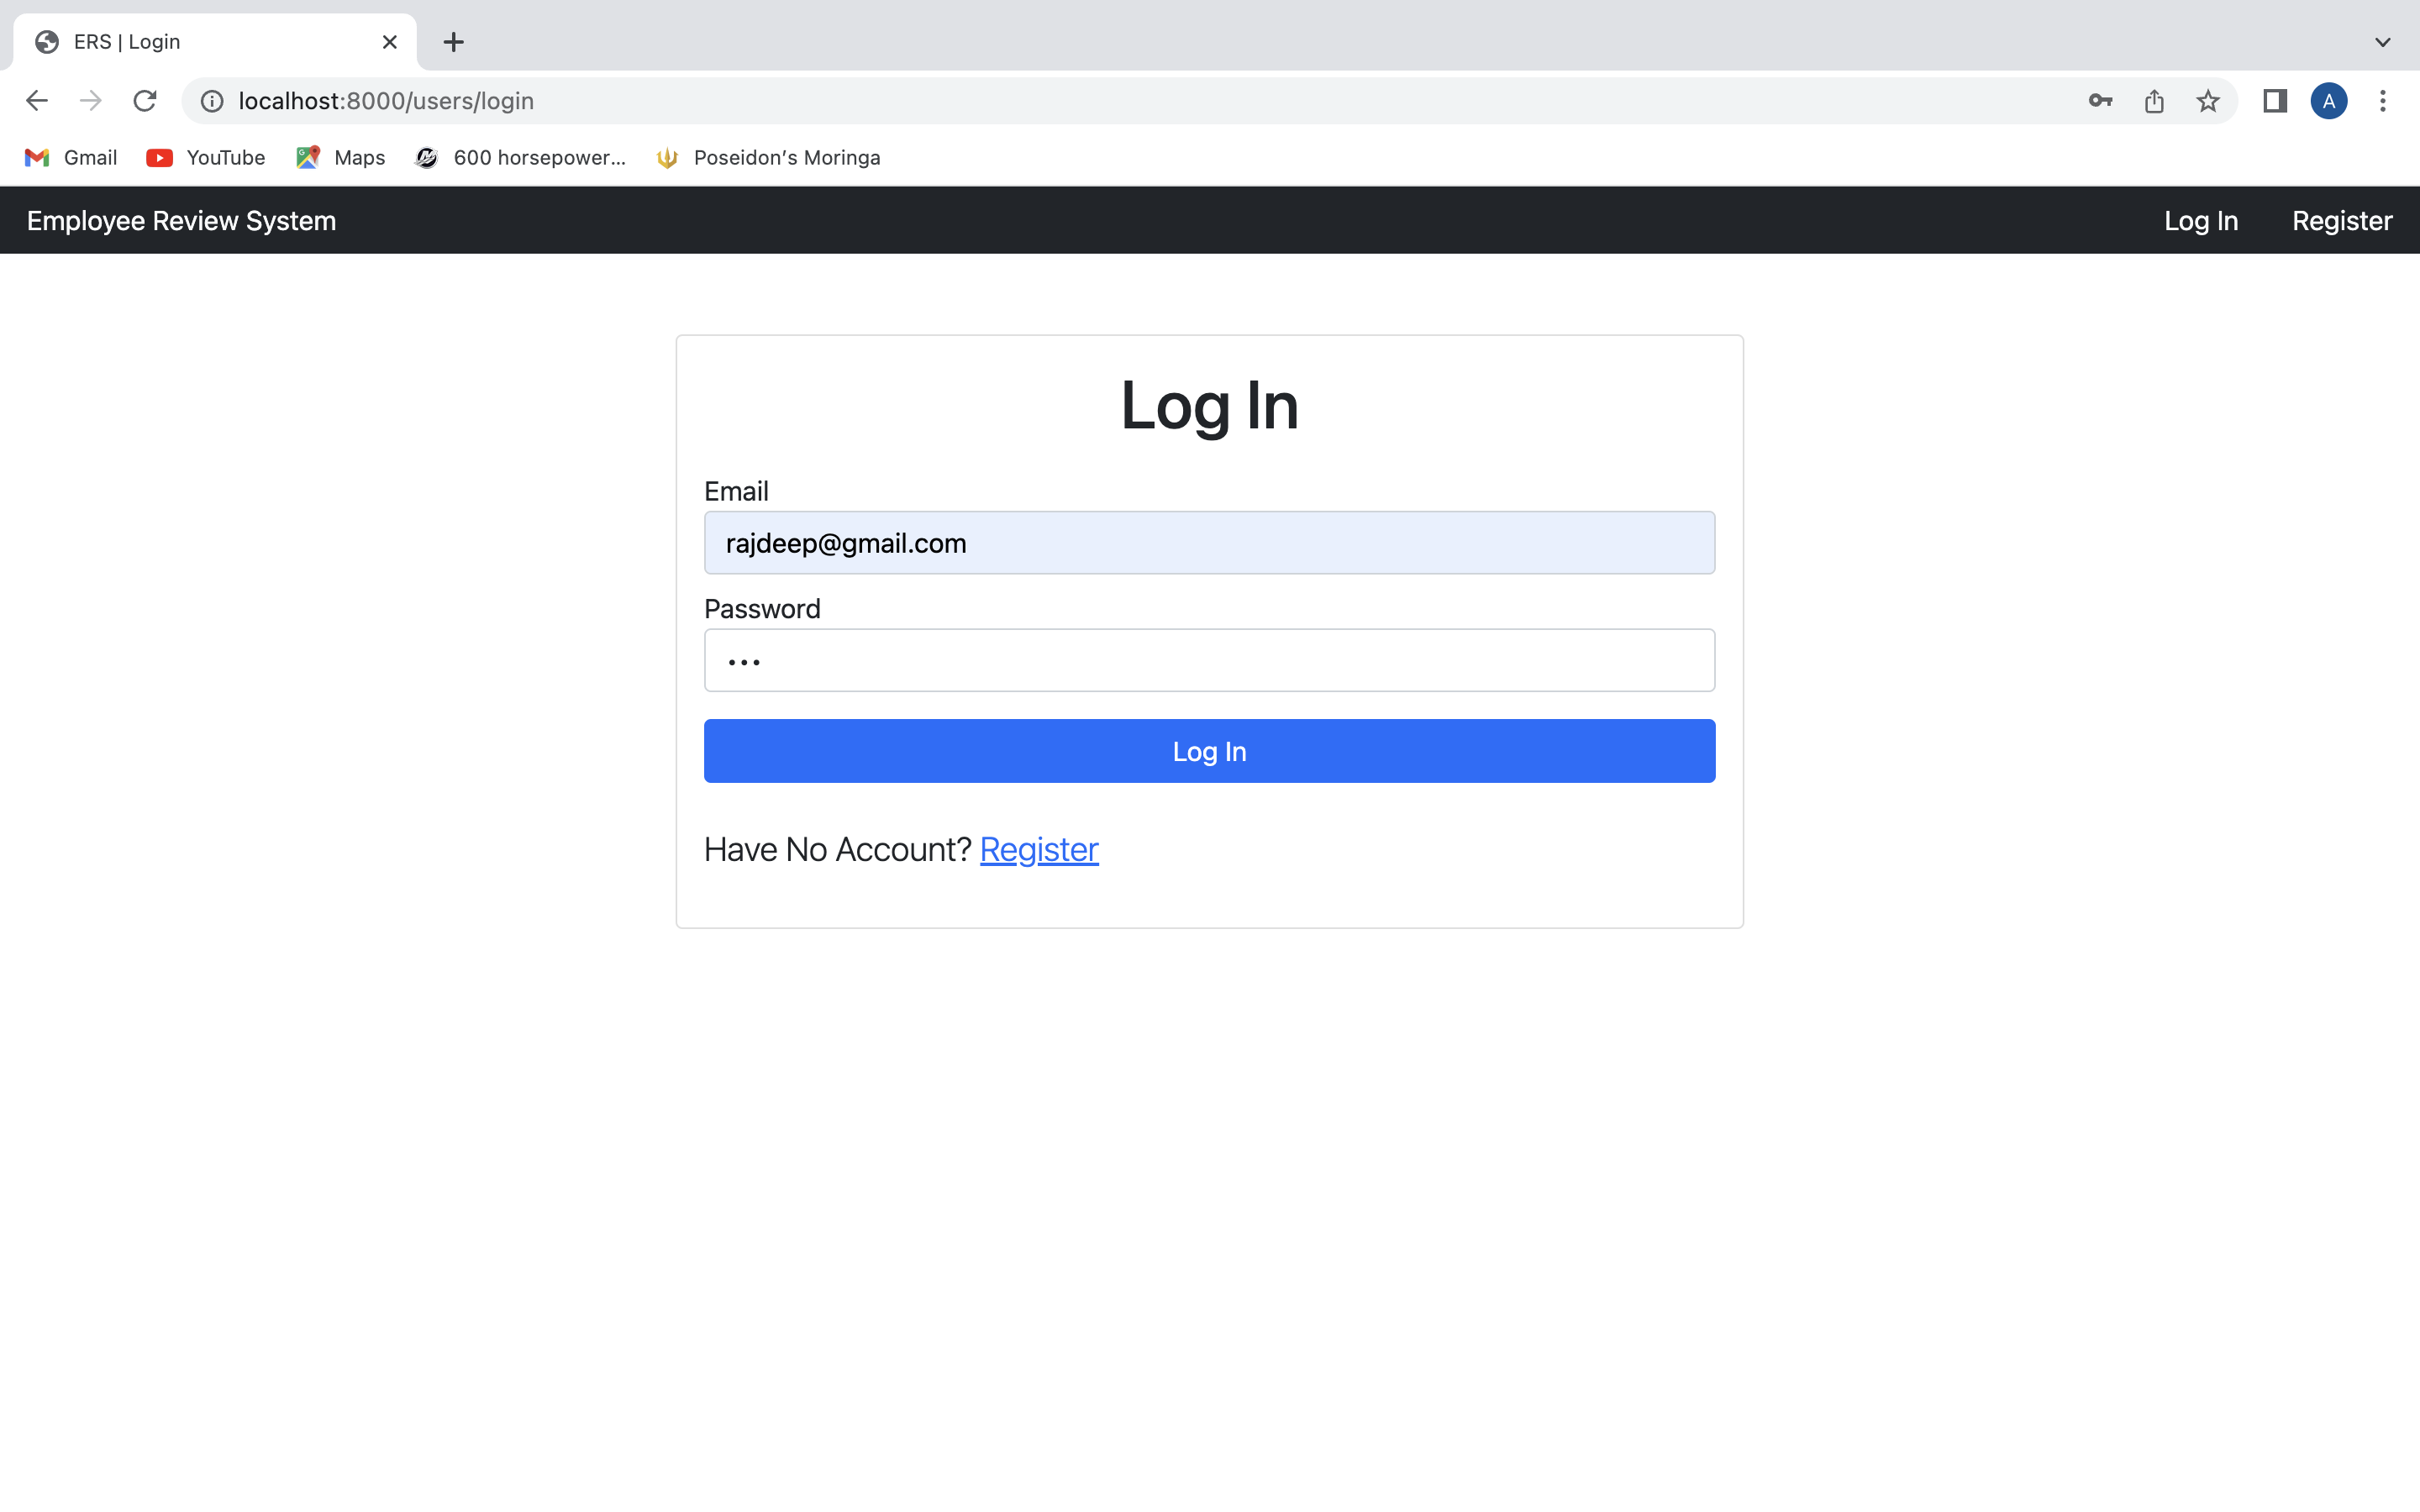 ERS | Login
localhost:8000/users/login
A
Gmail YouTube Maps 600 horsepower... Poseidon's Moringa
Employee Review System Log In Register
Log In
Email
rajdeep@gmail.com
Password
•••
Log In
Have No Account? Register